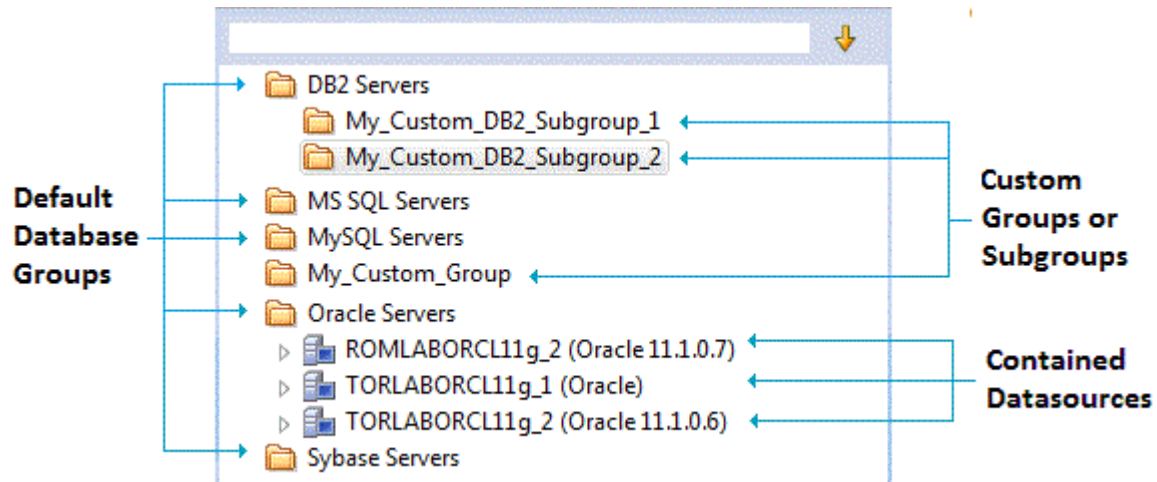 DB2 Servers
My_Custom_DB2_Subgroup_1
My_Custom_DB2_Subgroup_2
MS SQL Servers
MySQL Servers
My_Custom_Group
Oracle Servers
ROMLABORCL11g_2 (Oracle 11.1.0.7)
TORLABORCL11g_1 (Oracle)
TORLABORCL11g_2 (Oracle 11.1.0.6)
Sybase Servers
Default
Database
Groups
Custom
Groups or
Subgroups
Contained
Datasources